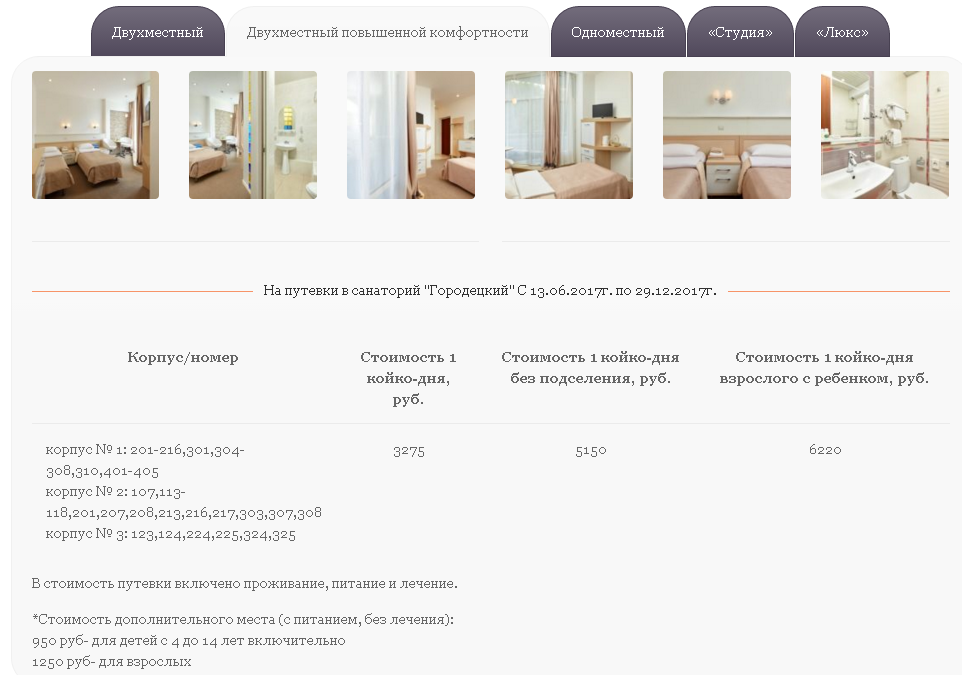 Двухместный
Двухместный повышенной комфортности
Одноместный
«Студия»
«Люкс»
На путевки в санаторий "Городецкий" С 13.06.2017г. по 29.12.2017г.
Корпус/номер
Стоимость 1
койко-дня,
руб.
Стоимость 1 койко-дня
без подселения, руб.
Стоимость 1 койко-дня
взрослого с ребенком, руб.
корпус № 1: 201-216,301,304-
308,310,401-405
корпус № 2: 107,113-
118,201,207,208,213,216,217,303,307,308
корпус № 3: 123,124,224,225,324,325
3275
5150
6220
В стоимость путевки включено проживание, питание и лечение.
*Стоимость дополнительного места (с питанием, без лечения):
950 руб- для детей с 4 до 14 лет включительно
1250 руб- для взрослых